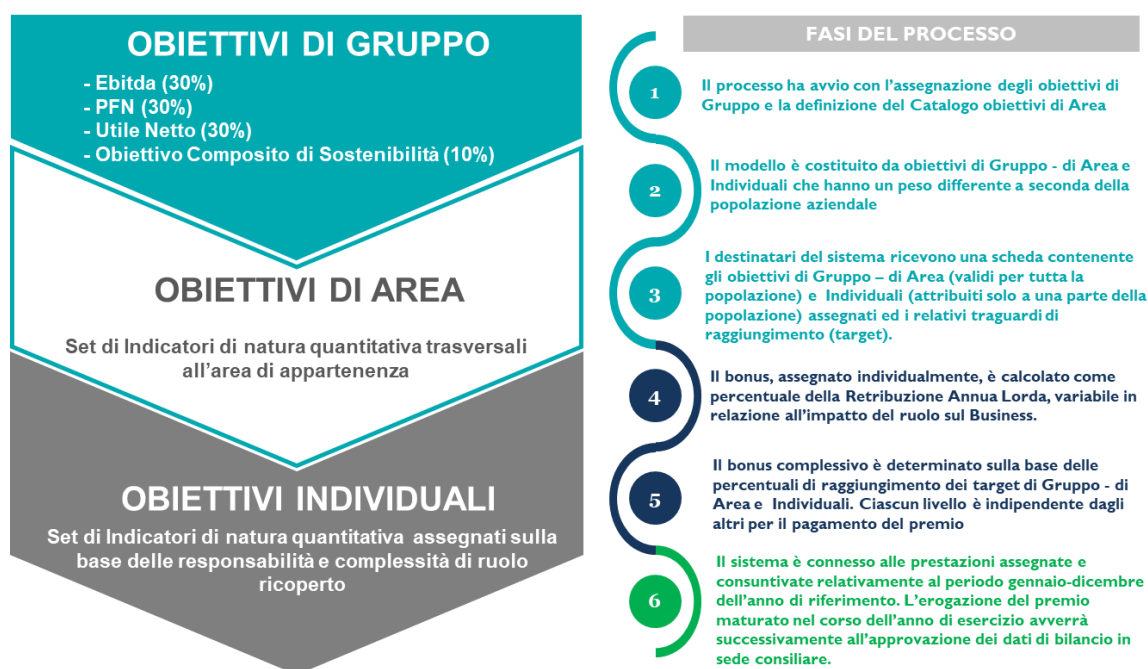 OBIETTIVI DI GRUPPO
- Ebitda (30%)
- PFN (30%)
- Utile Netto (30%)
- Obiettivo Composito di Sostenibilità (10%)
OBIETTIVI DI AREA
Set di Indicatori di natura quantitativa trasversali
all'area di appartenenza
OBIETTIVI INDIVIDUALI
Set di Indicatori di natura quantitativa assegnati sulla
base delle responsabilità e complessità di ruolo
ricoperto
FASI DEL PROCESSO
1
Il processo ha avvio con l'assegnazione degli obiettivi di
Gruppo e la definizione del Catalogo obiettivi di Area
2
Il modello è costituito da obiettivi di Gruppo - di Area e
Individuali che hanno un peso differente a seconda della
popolazione aziendale
3
I destinatari del sistema ricevono una scheda contenente
gli obiettivi di Gruppo – di Area (validi per tutta la
popolazione) e Individuali (attribuiti solo a una parte della
popolazione) assegnati ed i relativi traguardi di
raggiungimento (target).
4
Il bonus, assegnato individualmente, è calcolato come
percentuale della Retribuzione Annua Lorda, variabile in
relazione all'impatto del ruolo sul Business.
5
Il bonus complessivo è determinato sulla base delle
percentuali di raggiungimento dei target di Gruppo - di
Area e Individuali. Ciascun livello è indipendente dagli
altri per il pagamento del premio
6
Il sistema è connesso alle prestazioni assegnate e
consuntivate relativamente al periodo gennaio-dicembre
dell'anno di riferimento. L'erogazione del premio
maturato nel corso dell'anno di esercizio avverrà
successivamente all'approvazione dei dati di bilancio in
sede consiliare.